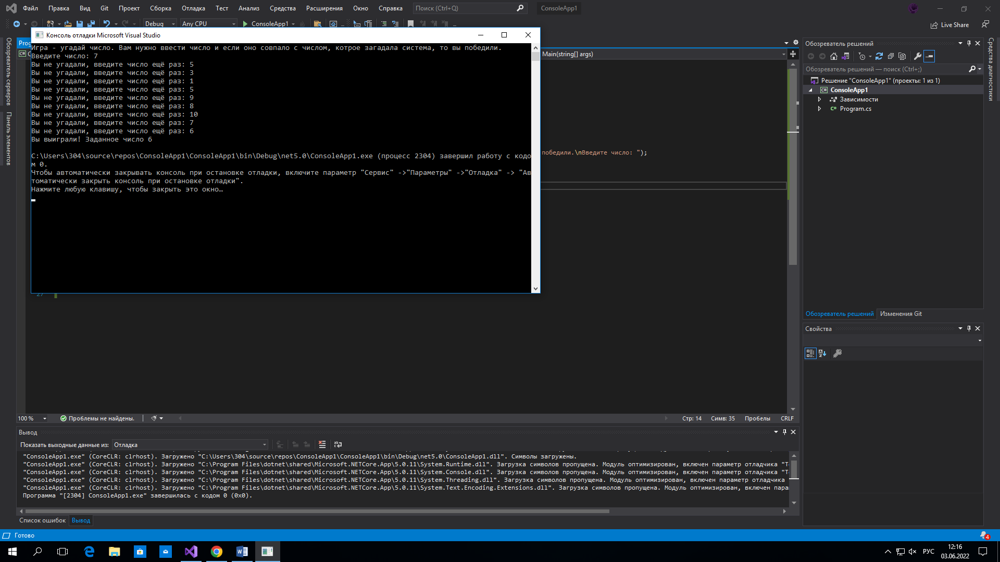 Файл Правка Вид Git Проект Сборка Отладка Тест Анализ Средства Расширения Окно Справка Поиск (Ctrl+Q) ConsoleApp1
Debug Any CPU ConsoleApp1 Live Share
Консоль отладки Microsoft Visual Studio
Игра - угадай число. Вам нужно ввести число и если оно совпало с числом, котрое загадала система, то вы победили.
Введите число: 7
Вы не угадали, введите число ещё раз: 5
Вы не угадали, введите число ещё раз: 3
Вы не угадали, введите число ещё раз: 1
Вы не угадали, введите число ещё раз: 5
Вы не угадали, введите число ещё раз: 9
Вы не угадали, введите число ещё раз: 8
Вы не угадали, введите число ещё раз: 10
Вы не угадали, введите число ещё раз: 7
Вы не угадали, введите число ещё раз: 6
Вы выиграли! Заданное число 6
C:\Users\304\source\repos\ConsoleApp1\ConsoleApp1\bin\Debug\net5.0\ConsoleApp1.exe (процесс 2304) завершил работу с кодо
м 0.
Чтобы автоматически закрывать консоль при остановке отладки, включите параметр "Сервис" ->"Параметры" ->"Отладка" -> "Ав
томатически закрыть консоль при остановке отладки".
Нажмите любую клавишу, чтобы закрыть это окно…
Обозреватель серверов
Панель элементов
Main(string[] args)
победили.\nВведите число: ");
27
100 % Проблемы не найдены. Стр: 14 Симв: 35 Пробелы CRLF
Обозреватель решений
Обозреватель решений — поиск (Ctrl+;)
Решение "ConsoleApp1" (проекты: 1 из 1)
ConsoleApp1
Зависимости
Program.cs
Обозреватель решений Изменения Git
Свойства
Средства диагностики
Вывод
Показать выходные данные из: Отладка
"ConsoleApp1.exe" (CoreCLR: clrhost). Загружено "C:\Users\304\source\repos\ConsoleApp1\ConsoleApp1\bin\Debug\net5.0\ConsoleApp1.dll". Символы загружены.
"ConsoleApp1.exe" (CoreCLR: clrhost). Загружено "C:\Program Files\dotnet\shared\Microsoft.NETCore.App\5.0.11\System.Runtime.dll". Загрузка символов пропущена. Модуль оптимизирован, включен параметр отладчика
"ConsoleApp1.exe" (CoreCLR: clrhost). Загружено "C:\Program Files\dotnet\shared\Microsoft.NETCore.App\5.0.11\System.Console.dll". Загрузка символов пропущена. Модуль оптимизирован, включен параметр отладчика
"ConsoleApp1.exe" (CoreCLR: clrhost). Загружено "C:\Program Files\dotnet\shared\Microsoft.NETCore.App\5.0.11\System.Threading.dll". Загрузка символов пропущена. Модуль оптимизирован, включен параметр отладчика
"ConsoleApp1.exe" (CoreCLR: clrhost). Загружено "C:\Program Files\dotnet\shared\Microsoft.NETCore.App\5.0.11\System.Text.Encoding.Extensions.dll". Загрузка символов пропущена. Модуль оптимизирован, включен
Программа "[2304] ConsoleApp1.exe" завершилась с кодом 0 (0x0).
Список ошибок Вывод
Готово 4
РУС 12:16
03.06.2022